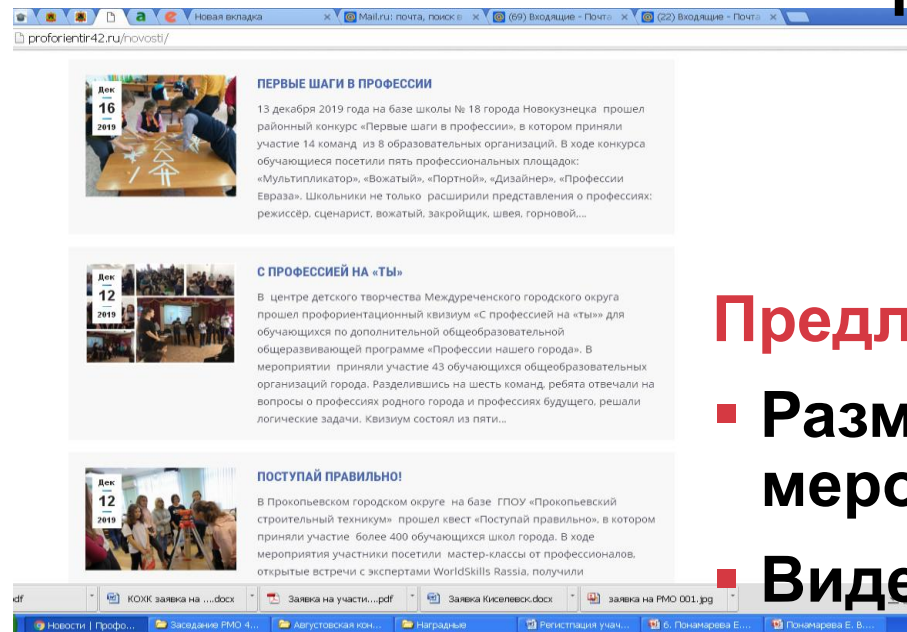 Новая вкладка
Mail.ru: почта, поиск в
(69) Входящие - Почта
(22) Входящие - Почта
proforientir42.ru/novosti/
Дек
16
2019
ПЕРВЫЕ ШАГИ В ПРОФЕССИИ
13 декабря 2019 года на базе школы № 18 города Новокузнецка прошел
районный конкурс «Первые шаги в профессии», в котором приняли
участие 14 команд из 8 образовательных организаций. В ходе конкурса
обучающиеся посетили пять профессиональных площадок:
«Мультипликатор», «Вожатый», «Портной», «Дизайнер», «Профессии
Евраза». Школьники не только расширили представления о профессиях:
режиссёр, сценарист, вожатый, закройщик, швея, горновой,...
Дек
12
2019
С ПРОФЕССИЕЙ НА «ТЫ»
В центре детского творчества Междуреченского городского округа
прошел профориентационный квизиум «С профессией на «ты»» для
обучающихся по дополнительной общеобразовательной
общеразвивающей программе «Профессии нашего города». В
мероприятии приняли участие 43 обучающихся общеобразовательных
организаций города. Разделившись на шесть команд, ребята отвечали на
вопросы о профессиях родного города и профессиях будущего, решали
логические задачи. Квизиум состоял из пяти...
Дек
12
2019
ПОСТУПАЙ ПРАВИЛЬНО!
В Прокопьевском городском округе на базе ГПОУ «Прокопьевский
строительный техникум» прошел квест «Поступай правильно», в котором
приняли участие более 400 обучающихся школ города. В ходе
мероприятия участники посетили мастер-классы от профессионалов,
открытые встречи с экспертами WorldSkills Rassia, получили
Предл
Разм
меро
Виде
df
КОХК заявка на ....docx
Заявка на участи....pdf
Заявка Киселевск.docx
заявка на РМО 001.jpg
Новости | Профо...
Заседание РМО 4...
Августовская кон...
Наградные
Регистпация учач...
6. Понамарева Е....
Понамарева Е. В....